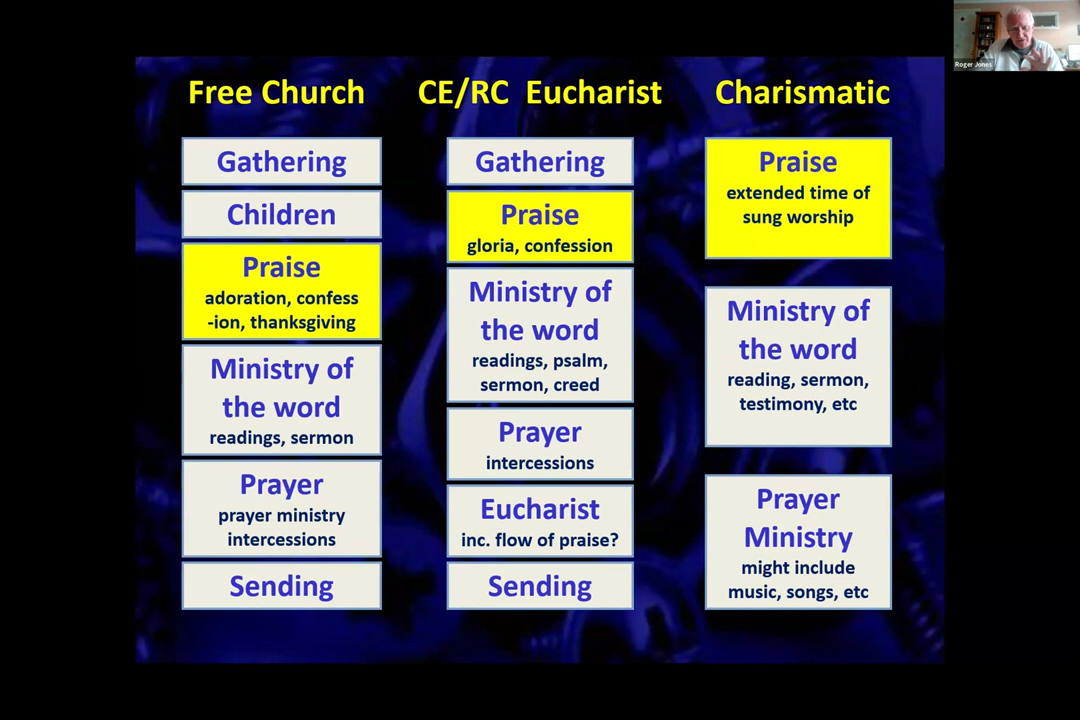 Free Church
Gathering
Children
Praise
adoration, confess
-ion, thanksgiving
Ministry of
the word
readings, sermon
Prayer
prayer ministry
intercessions
Sending
CE/RC Eucharist
Gathering
Praise
gloria, confession
Ministry of
the word
readings, psalm,
sermon, creed
Prayer
intercessions
Eucharist
inc. flow of praise?
Sending
Charismatic
Praise
extended time of
sung worship
Ministry of
the word
reading, sermon,
testimony, etc
Prayer
Ministry
might include
music, songs, etc
Roger Jones